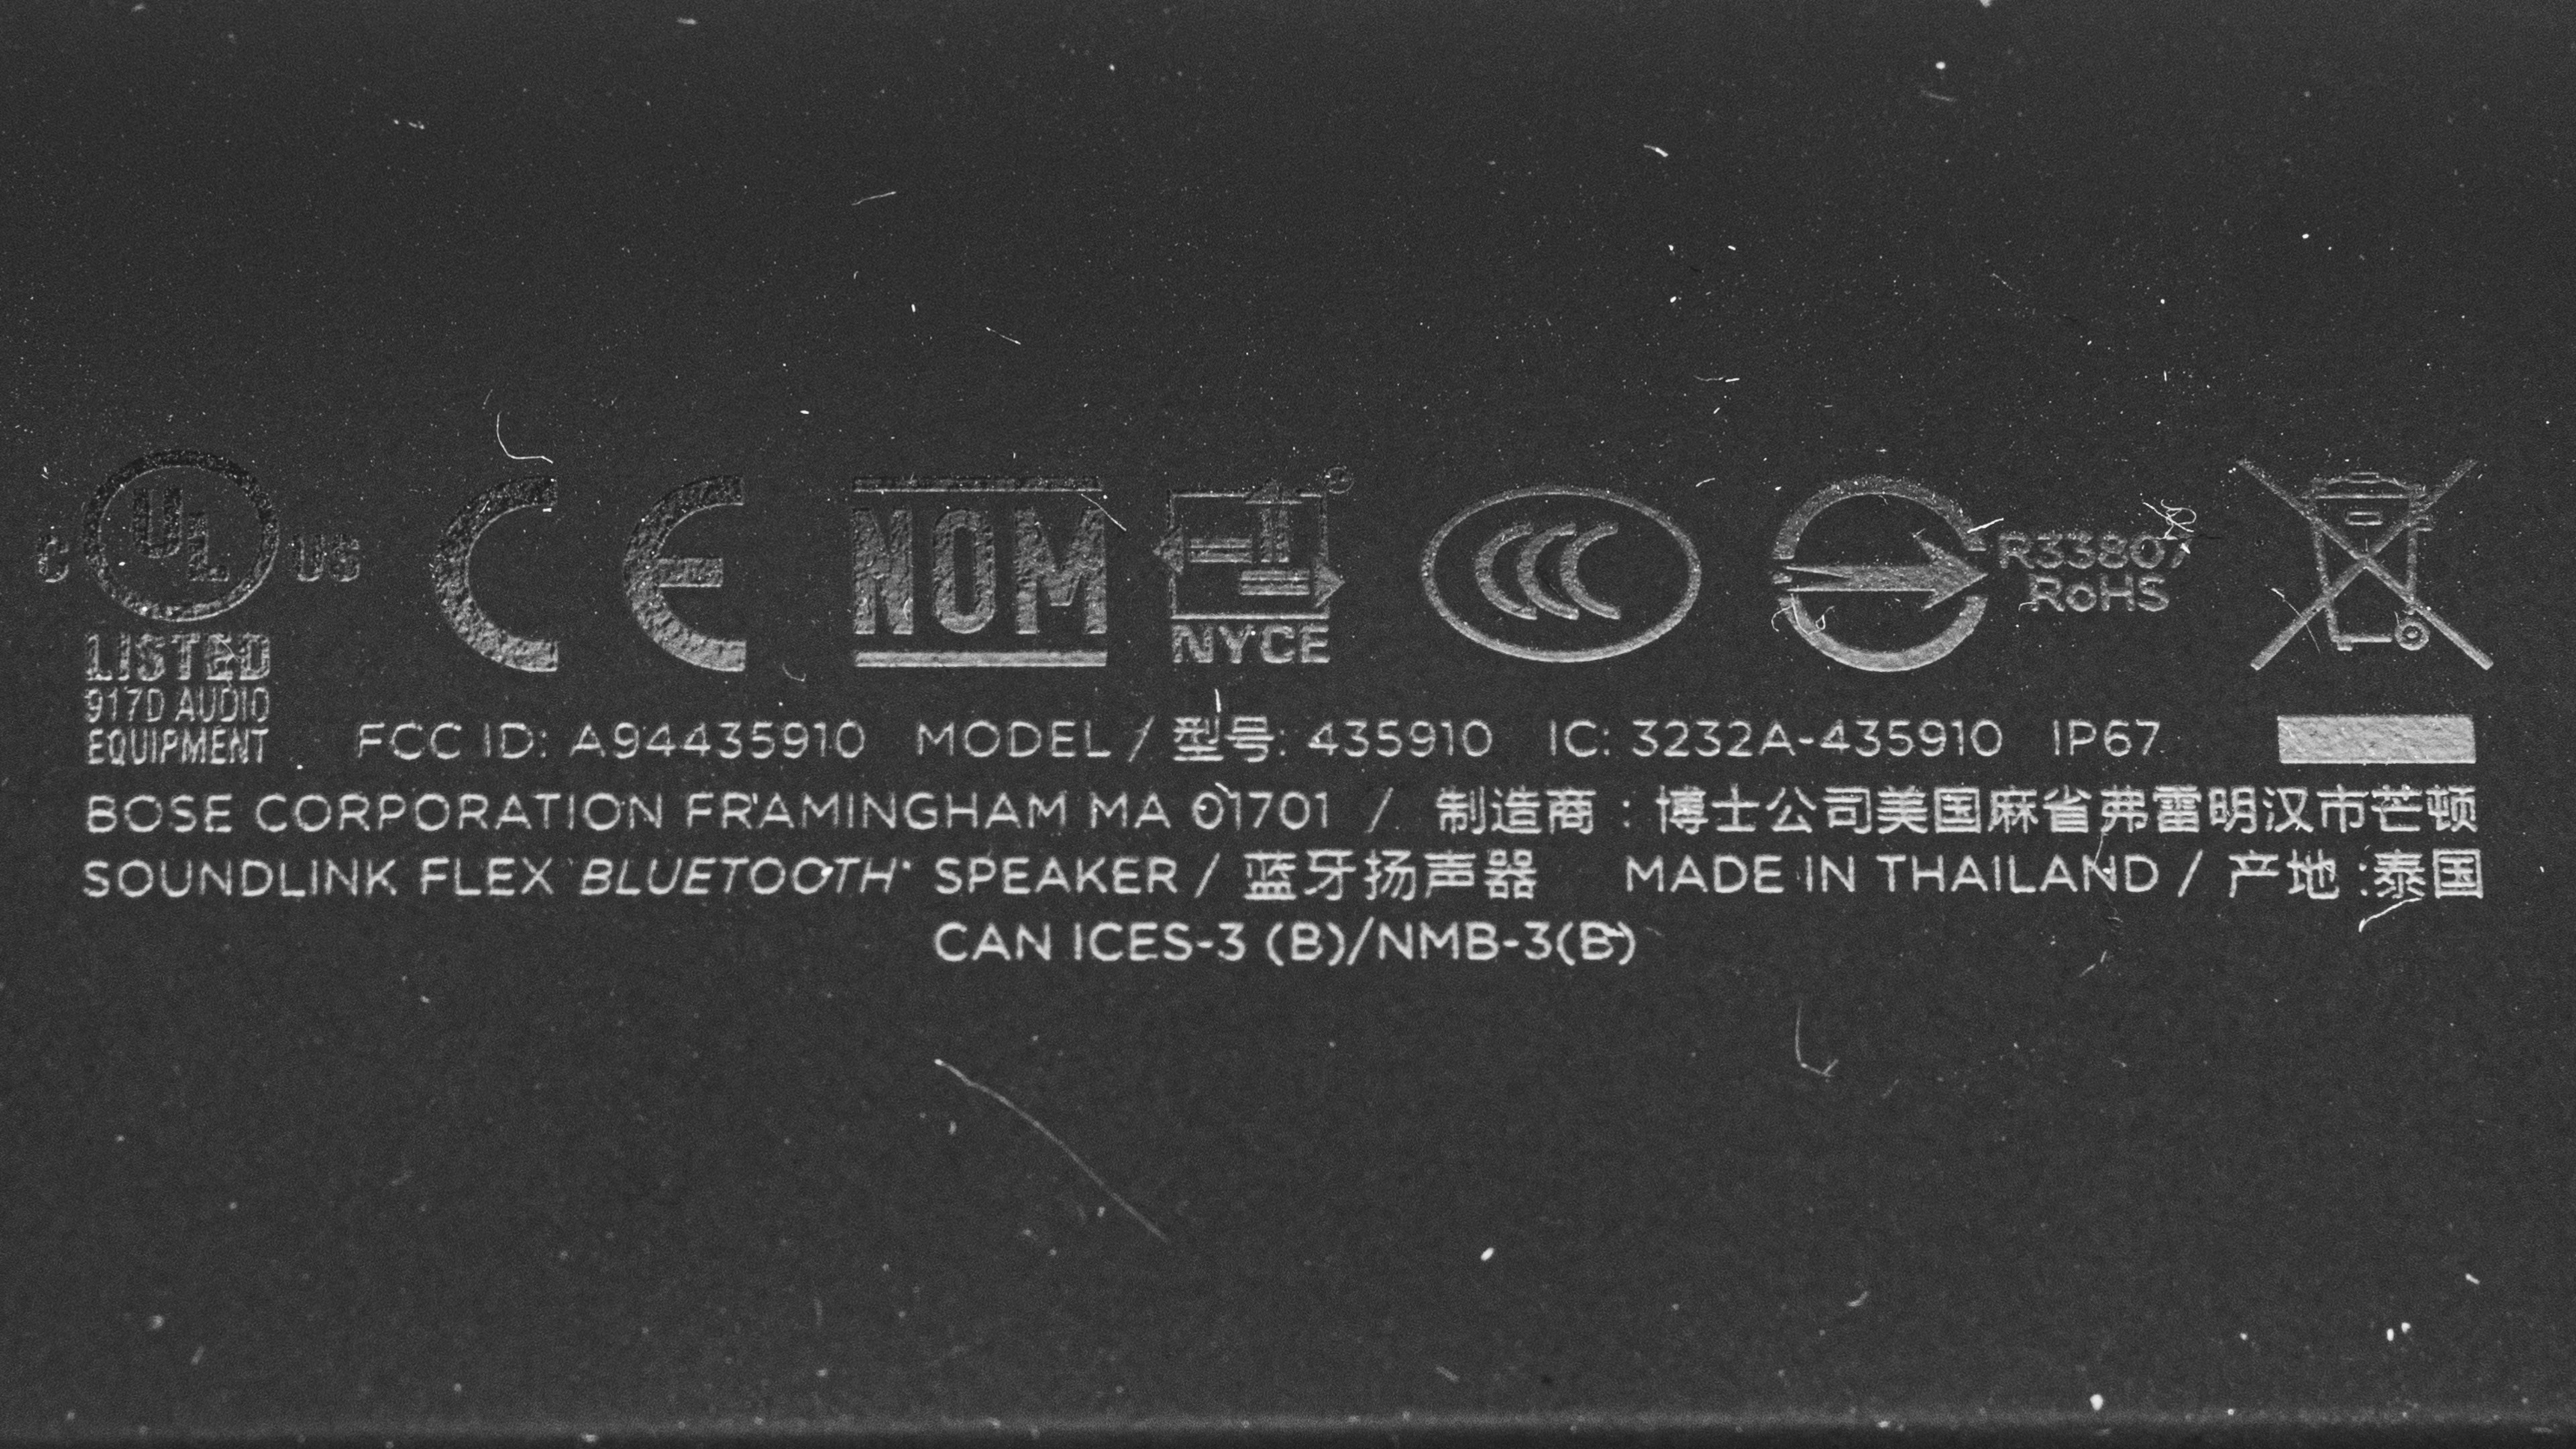 C UL US
LISTED
917D AUDIO
EQUIPMENT
CE
NOM
NYCE
CCC
R33807
RoHS
FCC ID: A94435910 MODEL / 型号: 435910 IC: 3232A-435910 IP67
BOSE CORPORATION FRAMINGHAM MA 01701 / 制造商：博士公司美国麻省弗雷明汉市芒顿
SOUNDLINK FLEX BLUETOOTH® SPEAKER / 蓝牙扬声器 MADE IN THAILAND / 产地:泰国
CAN ICES-3 (B)/NMB-3(B)